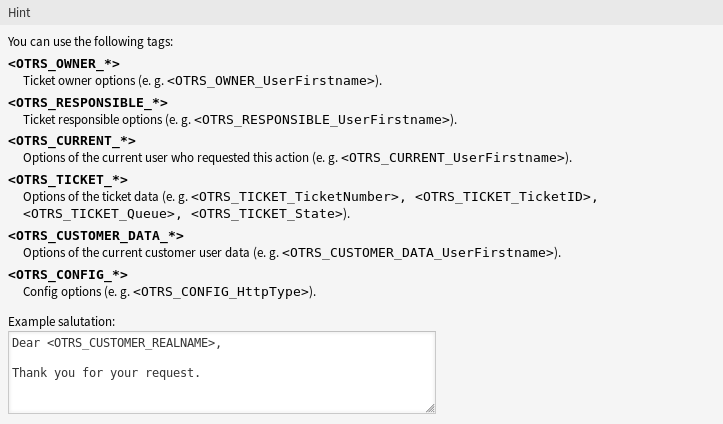 Hint
You can use the following tags:
<OTRS_OWNER_*>
Ticket owner options (e. g. <OTRS_OWNER_UserFirstname>).
<OTRS_RESPONSIBLE_*>
Ticket responsible options (e. g. <OTRS_RESPONSIBLE_UserFirstname>).
<OTRS_CURRENT_*>
Options of the current user who requested this action (e. g. <OTRS_CURRENT_UserFirstname>).
<OTRS_TICKET_*>
Options of the ticket data (e. g. <OTRS_TICKET_TicketNumber>, <OTRS_TICKET_TicketID>,
<OTRS_TICKET_Queue>, <OTRS_TICKET_State>).
<OTRS_CUSTOMER_DATA_*>
Options of the current customer user data (e. g. <OTRS_CUSTOMER_DATA_UserFirstname>).
<OTRS_CONFIG_*>
Config options (e. g. <OTRS_CONFIG_HttpType>).
Example salutation:
Dear <OTRS_CUSTOMER_REALNAME>,
Thank you for your request.